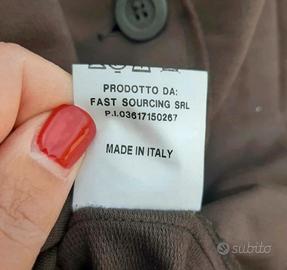 PRODOTTO DA:
FAST SOURCING SRL
P.I.03617150267
MADE IN ITALY
subito